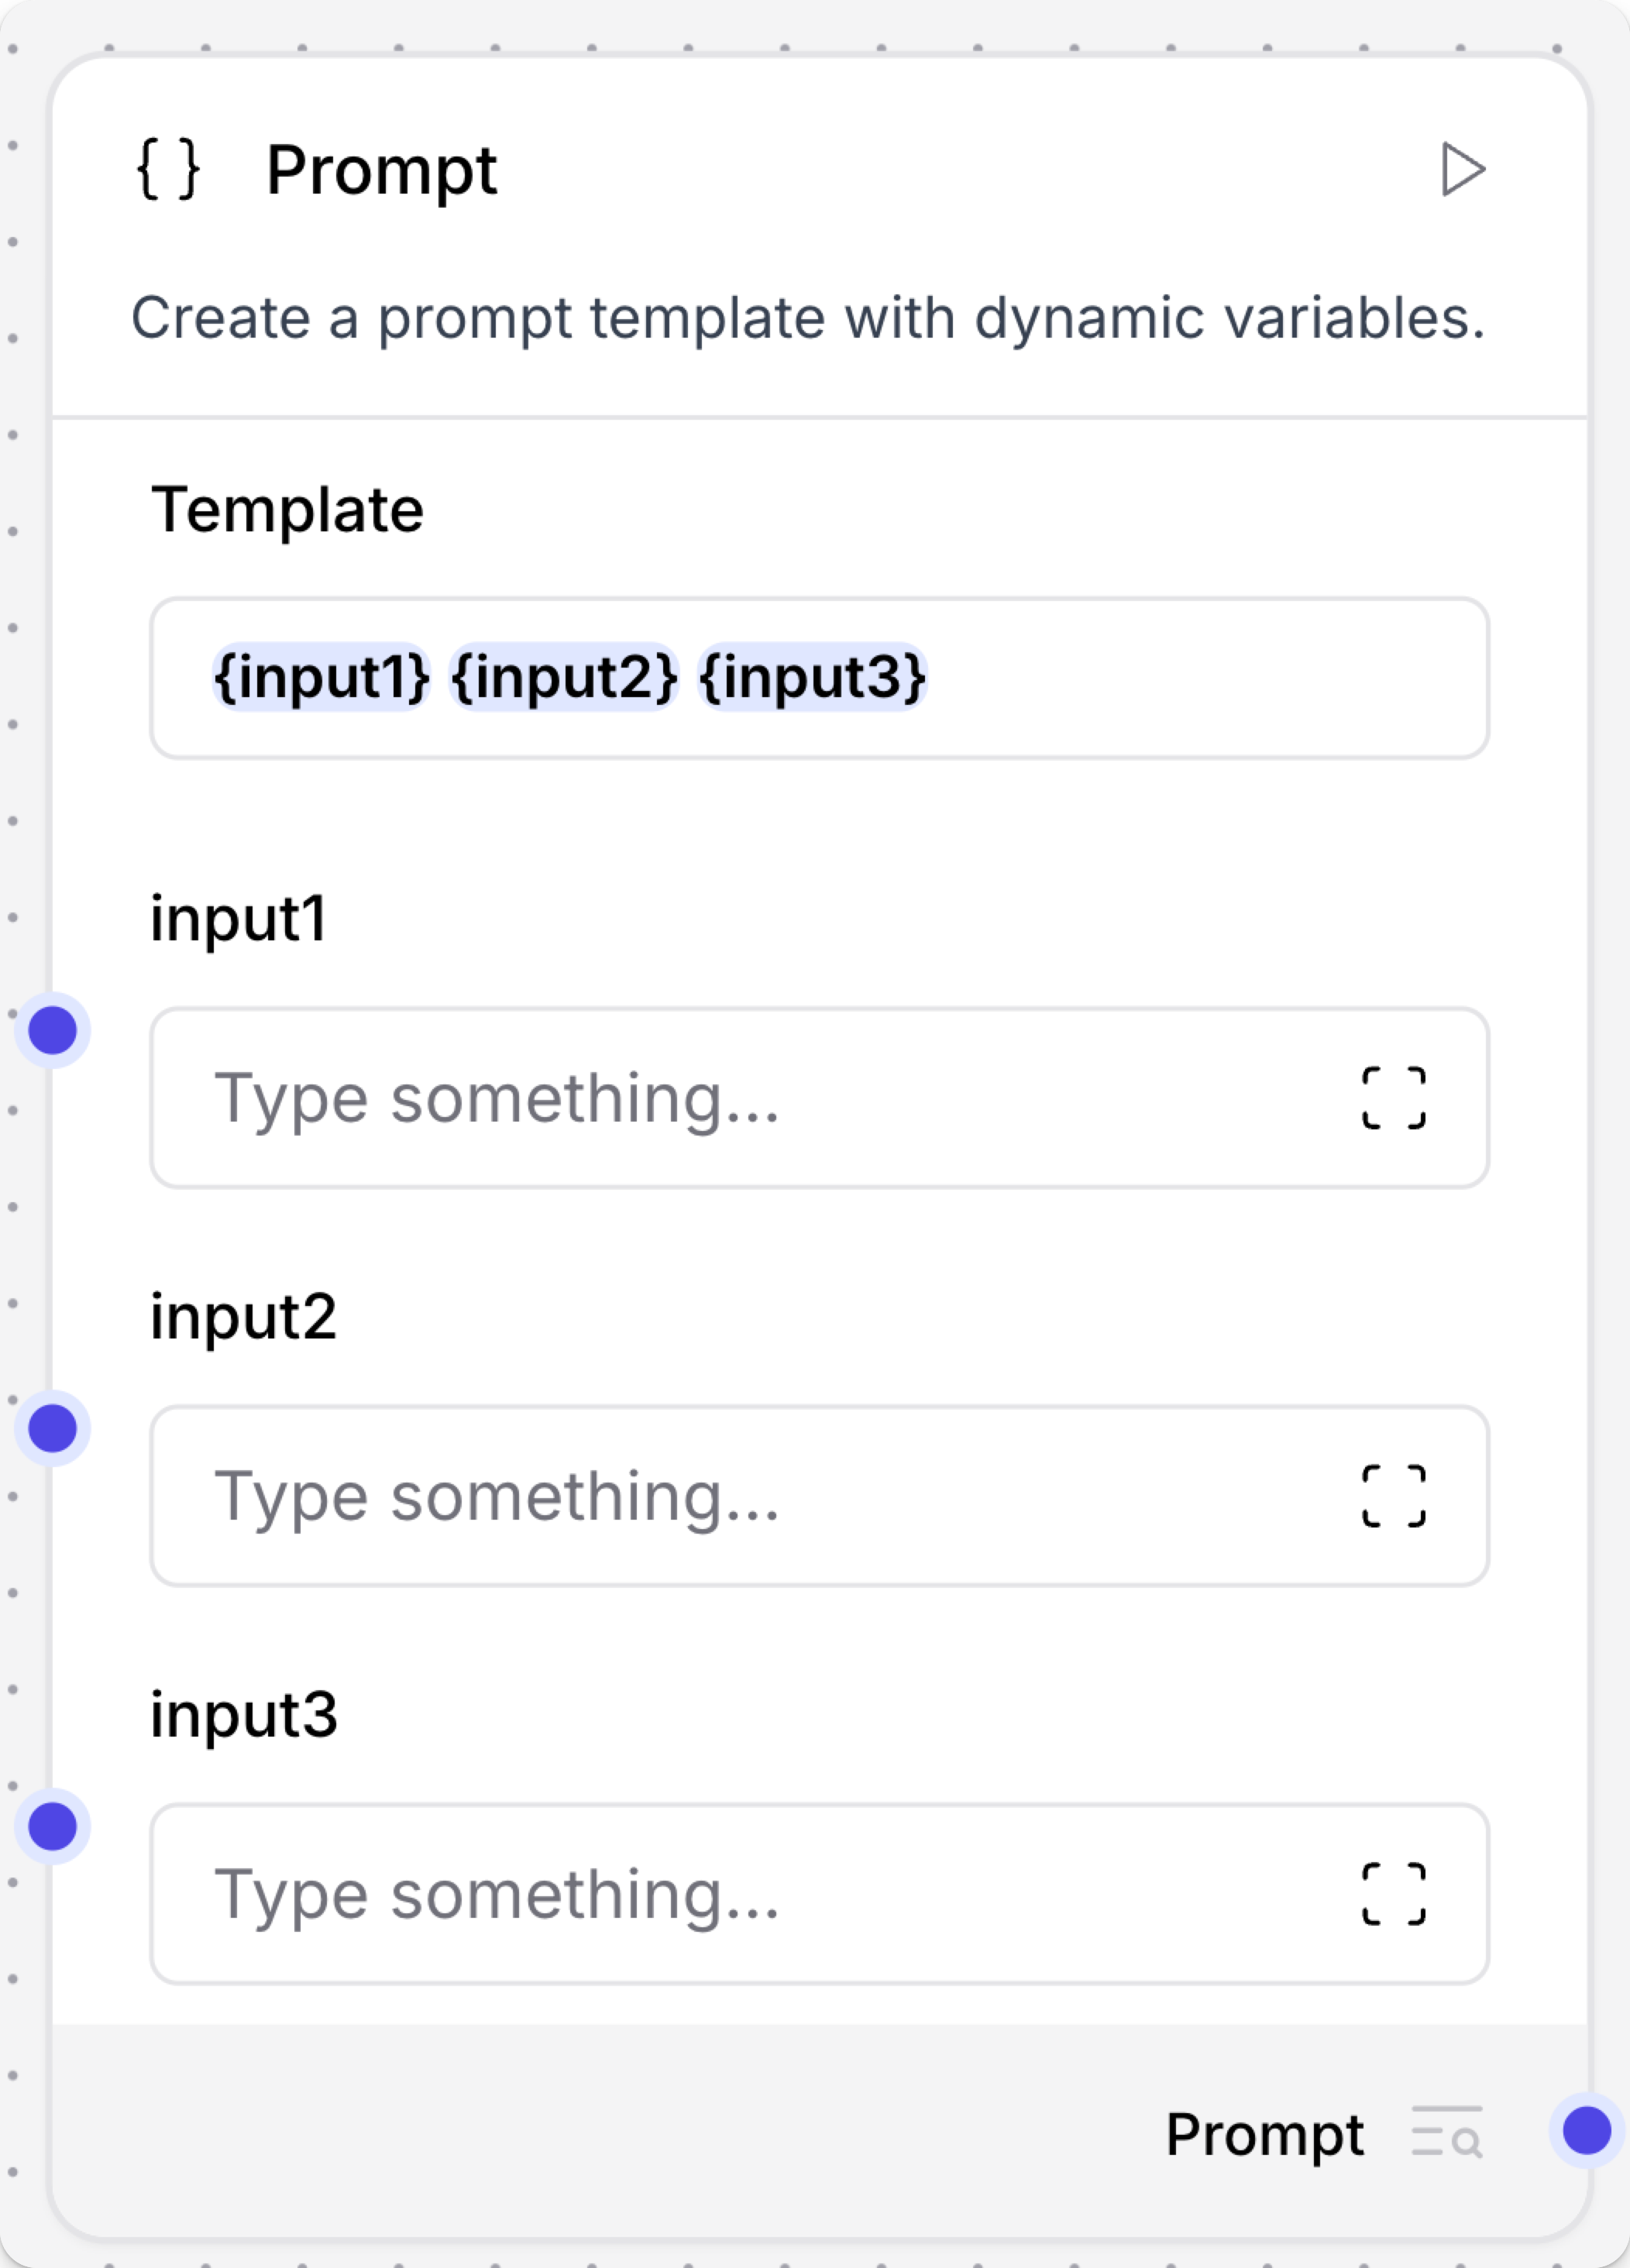 Prompt
Create a prompt template with dynamic variables.
Template
{input1} {input2} {input3}
input1
Type something...
input2
Type something...
input3
Type something...
Prompt